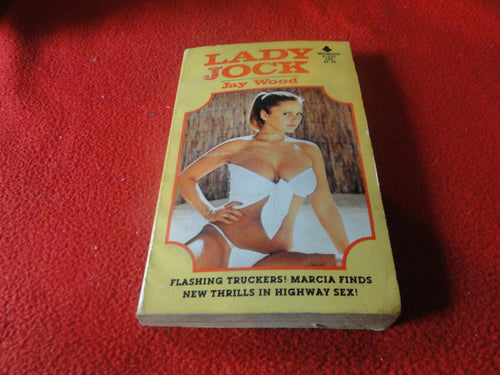 LADY
JOCK
Jay Wood
FLASHING TRUCKERS! MARCIA FINDS
NEW THRILLS IN HIGHWAY SEX!